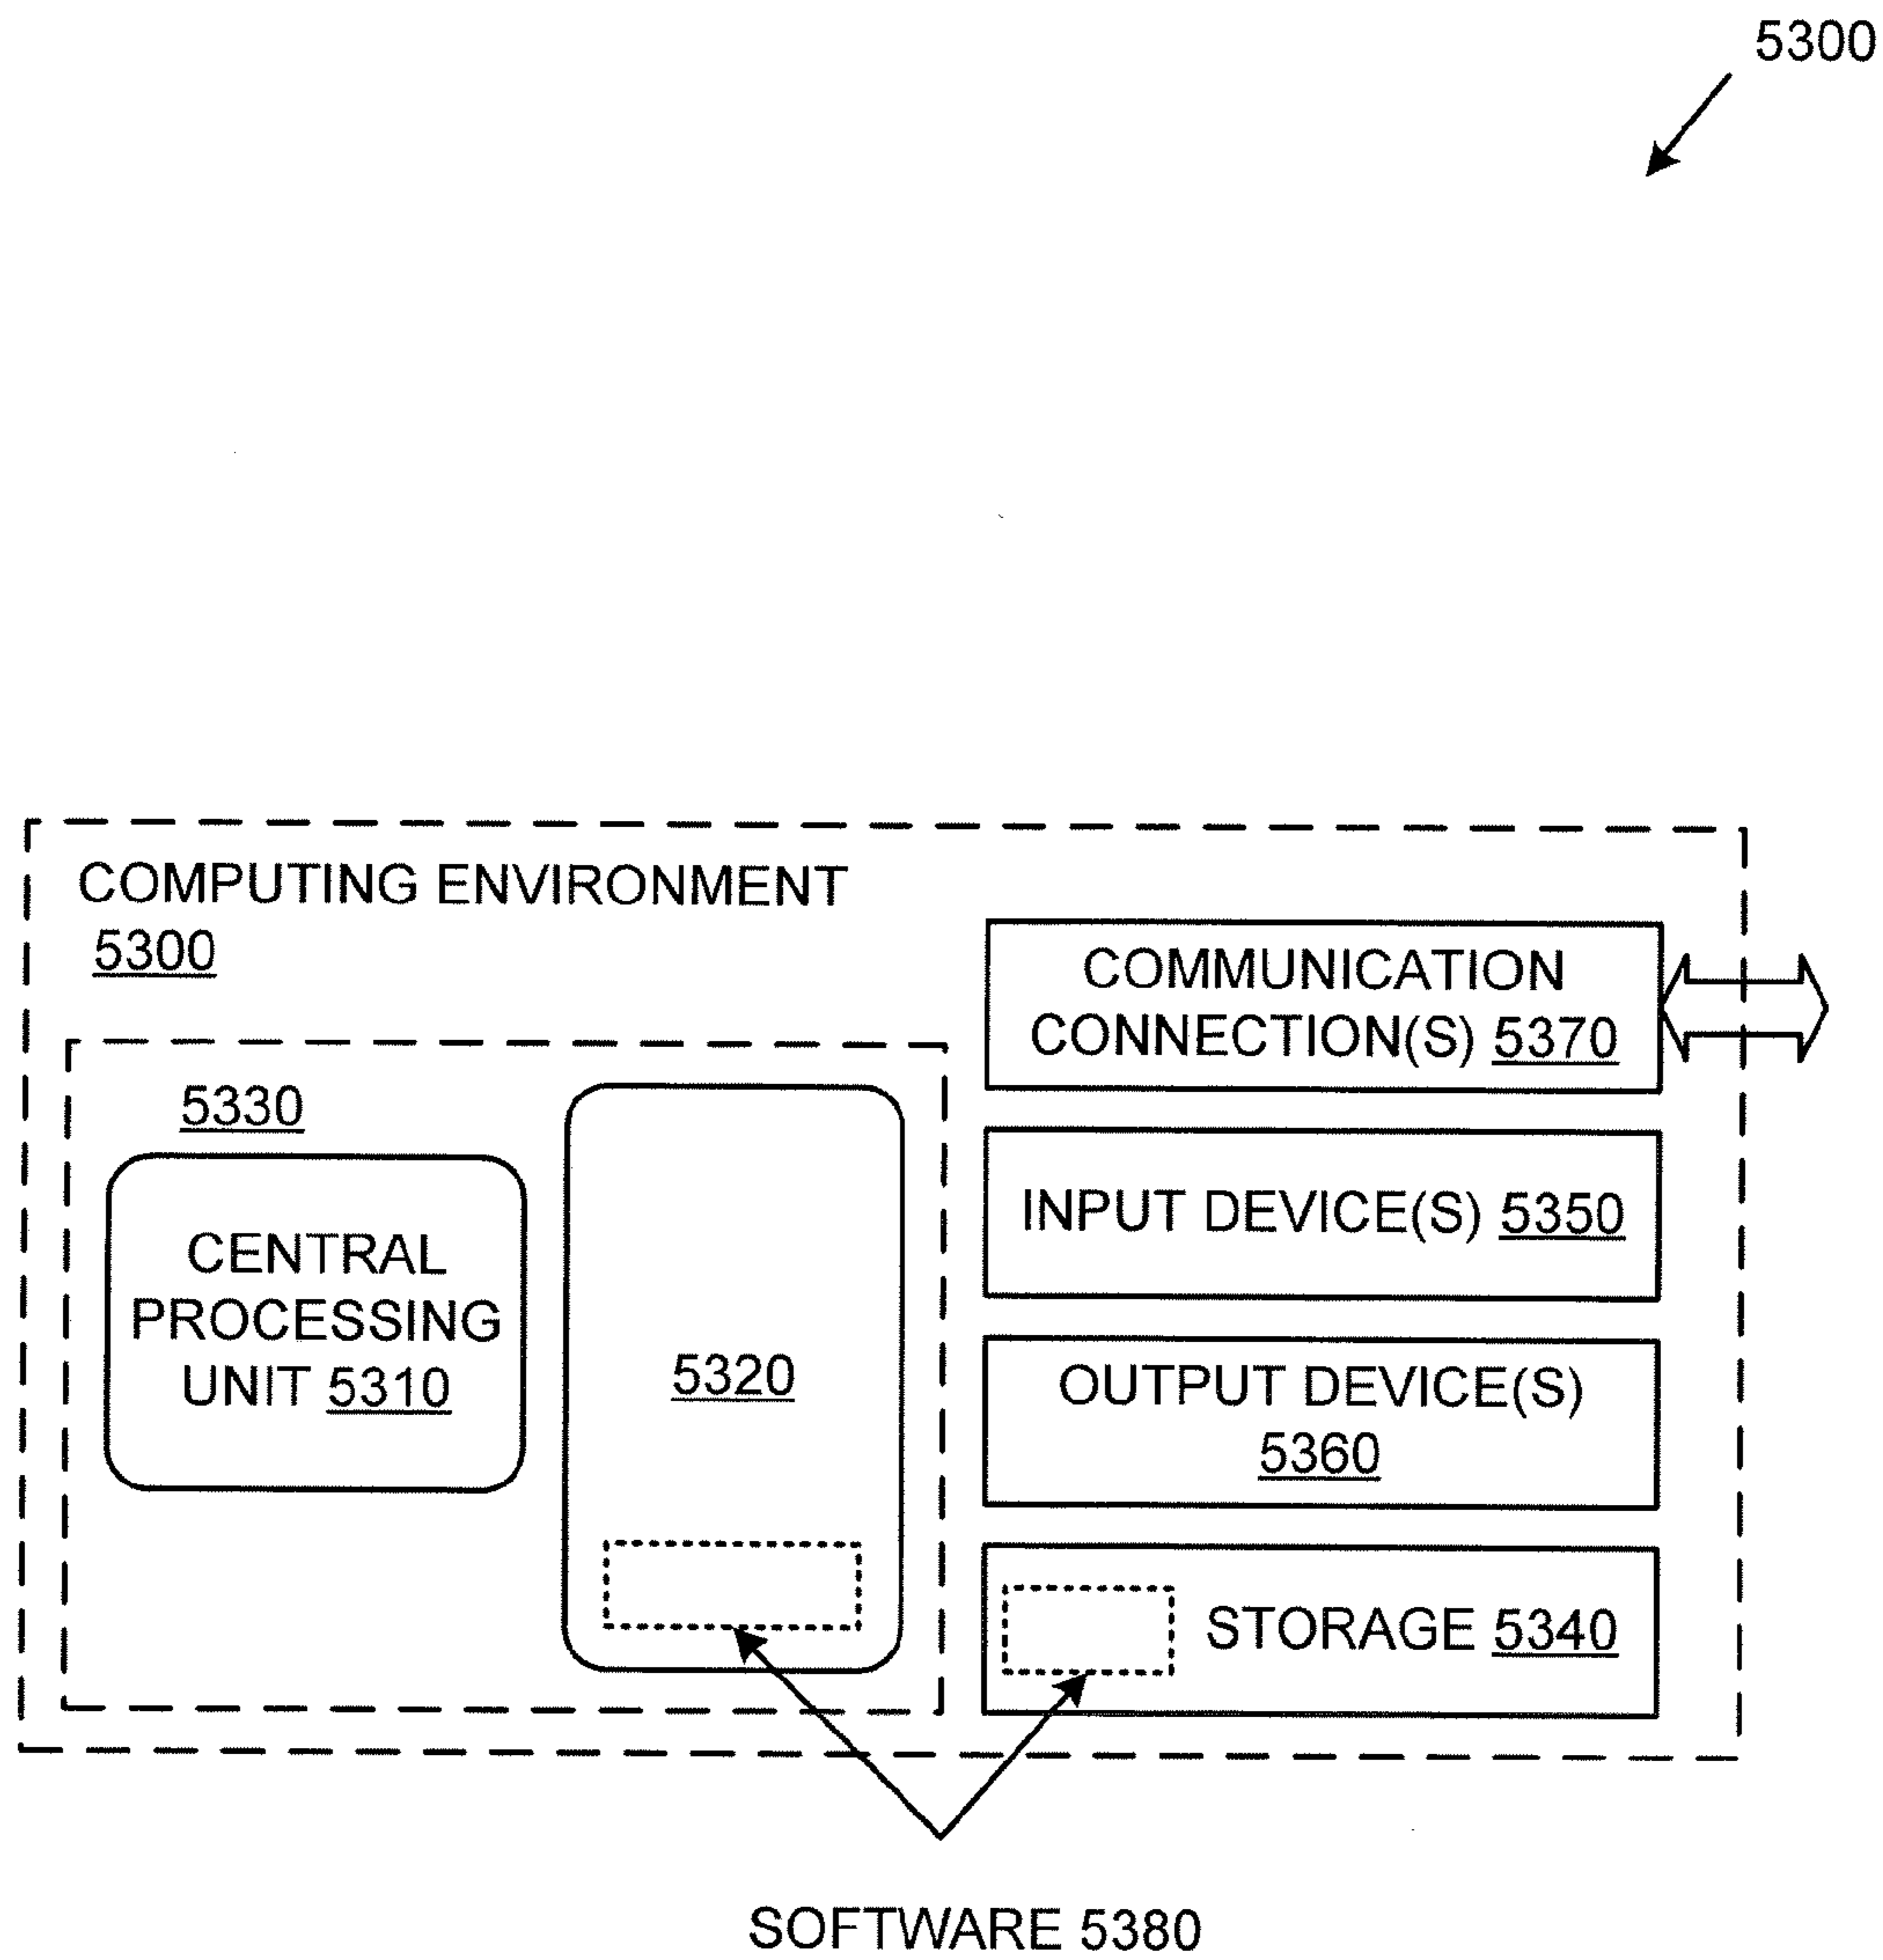 5300
COMPUTING ENVIRONMENT
5300
COMMUNICATION
CONNECTION(S) 5370
5330
CENTRAL
PROCESSING
UNIT 5310
5320
INPUT DEVICE(S) 5350
OUTPUT DEVICE(S)
5360
STORAGE 5340
SOFTWARE 5380